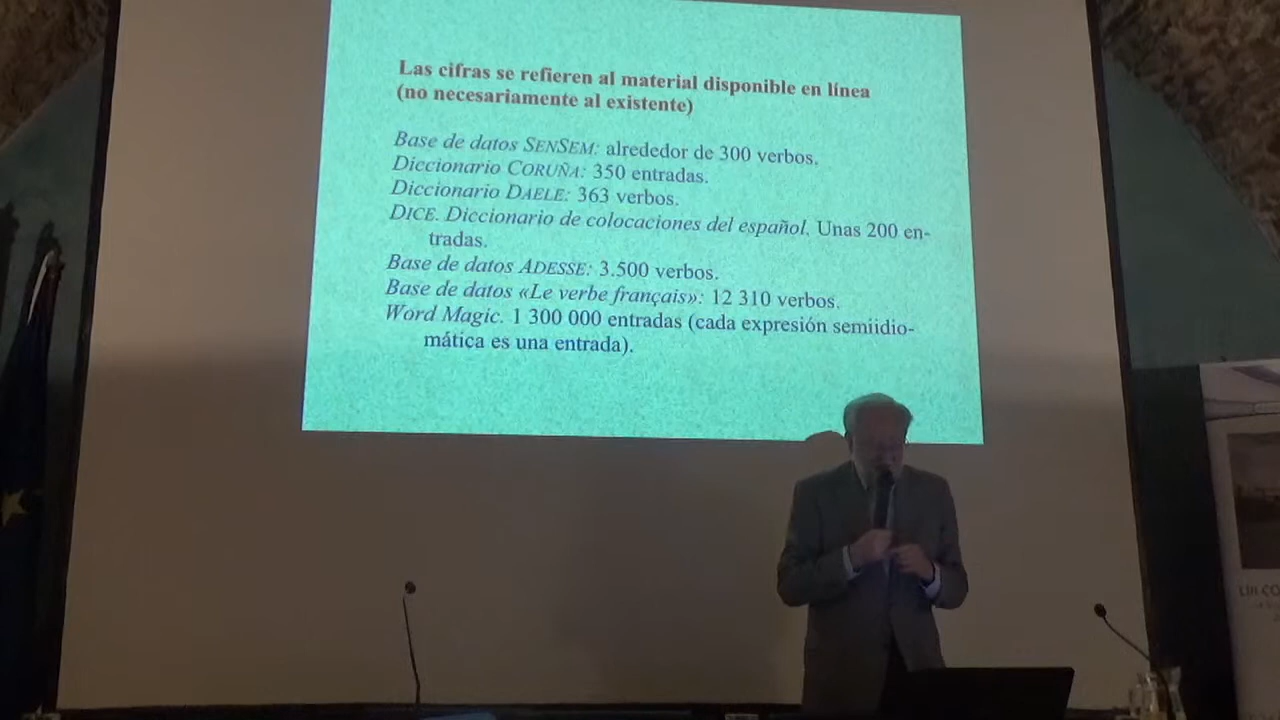 Las cifras se refieren al material disponible en línea
(no necesariamente al existente)
Base de datos SENSEM: alrededor de 300 verbos.
Diccionario CORUÑA: 350 entradas.
Diccionario DAELE: 363 verbos.
DICE. Diccionario de colocaciones del español. Unas 200 en-
tradas.
Base de datos ADESSE: 3.500 verbos.
Base de datos «Le verbe français»: 12 310 verbos.
Word Magic. 1 300 000 entradas (cada expresión semiidio-
mática es una entrada).
LIII CO